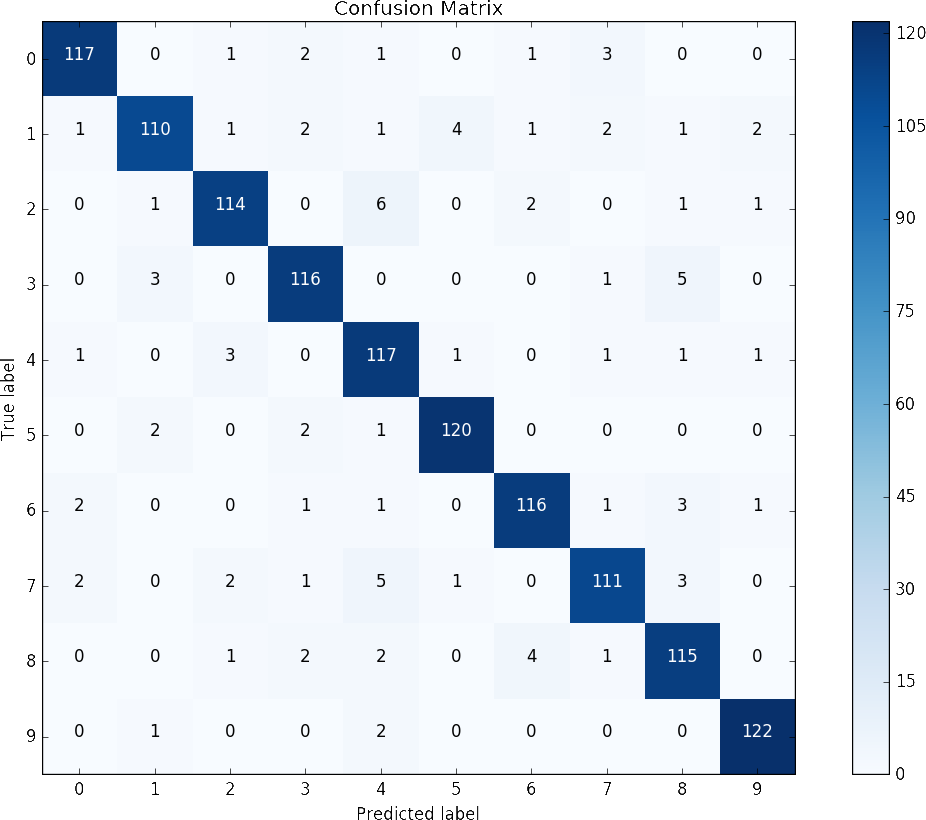 Confusion Matrix
0 117 0 1 2 1 0 1 3 0 0
1 1 110 1 2 1 4 1 2 1 2
2 0 1 114 0 6 0 2 0 1 1
3 0 3 0 116 0 0 0 1 5 0
4 1 0 3 0 117 1 0 1 1 1
5 0 2 0 2 1 120 0 0 0 0
6 2 0 0 1 1 0 116 1 3 1
7 2 0 2 1 5 1 0 111 3 0
8 0 0 1 2 2 0 4 1 115 0
9 0 1 0 0 2 0 0 0 0 122
0 1 2 3 4 5 6 7 8 9
Predicted label
True label
120
105
90
75
60
45
30
15
0